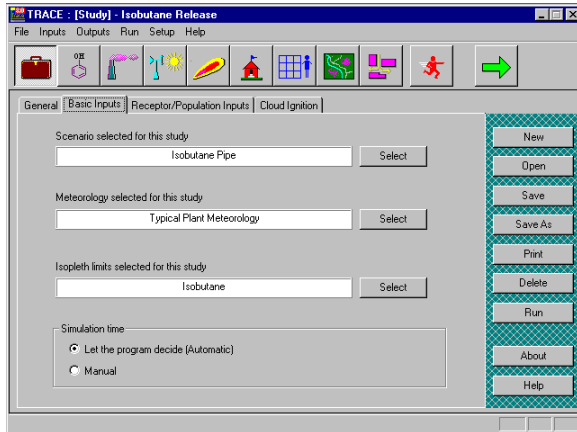 TRACE : [Study] - Isobutane Release
File Inputs Outputs Run Setup Help
OH
General Basic Inputs Receptor/Population Inputs Cloud Ignition
Scenario selected for this study
Isobutane Pipe Select
Meteorology selected for this study
Typical Plant Meteorology Select
Isopleth limits selected for this study
Isobutane Select
Simulation time
Let the program decide (Automatic)
Manual
New
Open
Save
Save As
Print
Delete
Run
About
Help